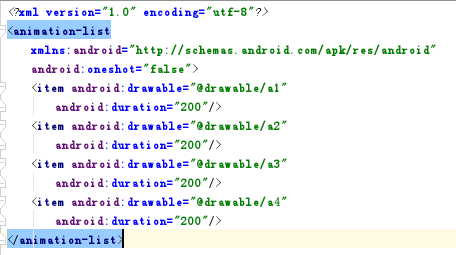 <?xml version="1.0" encoding="utf-8"?>
<animation-list
xmlns:android="http://schemas.android.com/apk/res/android"
android:oneshot="false">
<item android:drawable="@drawable/a1"
android:duration="200"/>
<item android:drawable="@drawable/a2"
android:duration="200"/>
<item android:drawable="@drawable/a3"
android:duration="200"/>
<item android:drawable="@drawable/a4"
android:duration="200"/>
</animation-list>